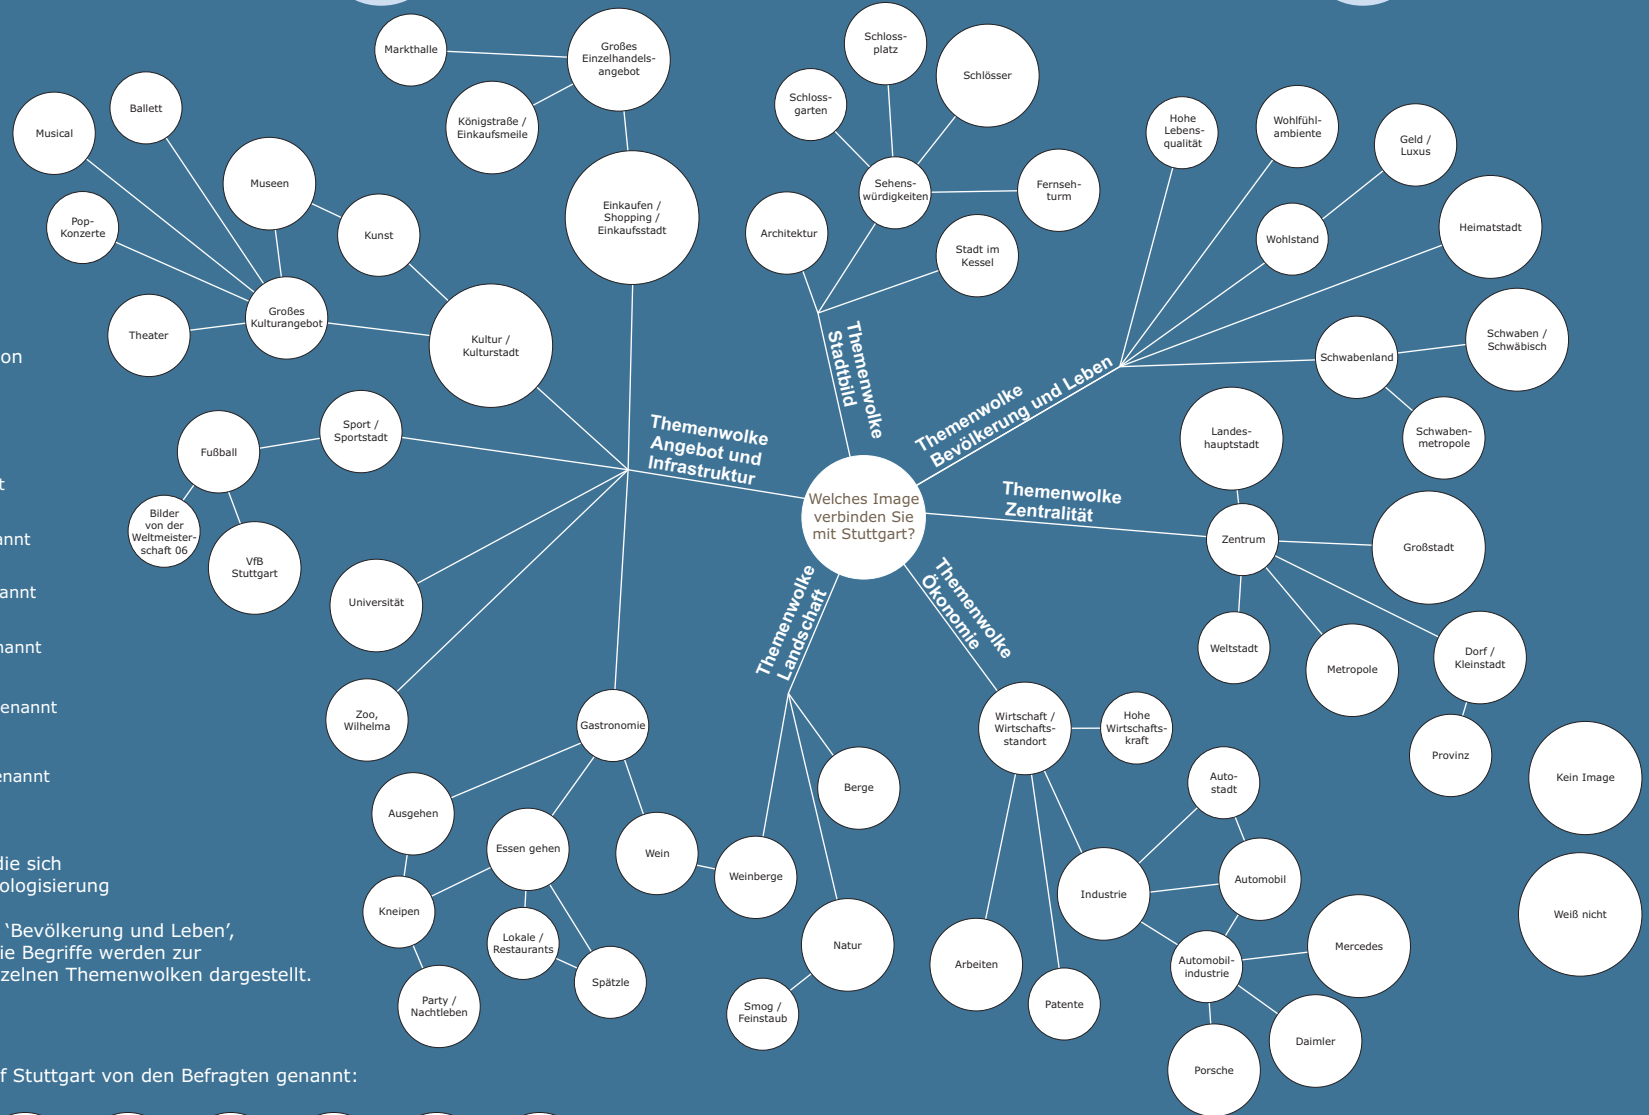 Markthalle
Großes
Einzelhandels-
angebot
Königstraße /
Einkaufsmeile
Einkaufen /
Shopping /
Einkaufsstadt
Musical
Ballett
Museen
Pop-
Konzerte
Kunst
Theater
Großes
Kulturangebot
Kultur /
Kulturstadt
Sport /
Sportstadt
Fußball
Bilder
von der
Weltmeister-
schaft 06
VfB
Stuttgart
Universität
Zoo,
Wilhelma
Themenwolke
Angebot und
Infrastruktur
Gastronomie
Ausgehen
Essen gehen
Wein
Kneipen
Lokale /
Restaurants
Spätzle
Party /
Nachtleben
Schloss-
platz
Schlösser
Schloss-
garten
Sehens-
würdigkeiten
Fernseh-
turm
Architektur
Stadt im
Kessel
Themenwolke
Stadtbild
Hohe
Lebens-
qualität
Wohlfühl-
ambiente
Geld /
Luxus
Wohlstand
Heimatstadt
Schwabenland
Schwaben /
Schwäbisch
Schwaben-
metropole
Themenwolke
Bevölkerung und Leben
Welches Image
verbinden Sie
mit Stuttgart?
Themenwolke
Zentralität
Landes-
hauptstadt
Zentrum
Großstadt
Weltstadt
Metropole
Dorf /
Kleinstadt
Provinz
Themenwolke
Landschaft
Berge
Weinberge
Natur
Smog /
Feinstaub
Themenwolke
Ökonomie
Wirtschaft /
Wirtschafts-
standort
Hohe
Wirtschafts-
kraft
Auto-
stadt
Industrie
Automobil
Arbeiten
Patente
Automobil-
industrie
Mercedes
Daimler
Porsche
Kein Image
Weiß nicht
on
t
annt
annt
nannt
enannt
enannt
die sich
ologisierung
‘Bevölkerung und Leben’,
ie Begriffe werden zur
zelnen Themenwolken dargestellt.
f Stuttgart von den Befragten genannt: